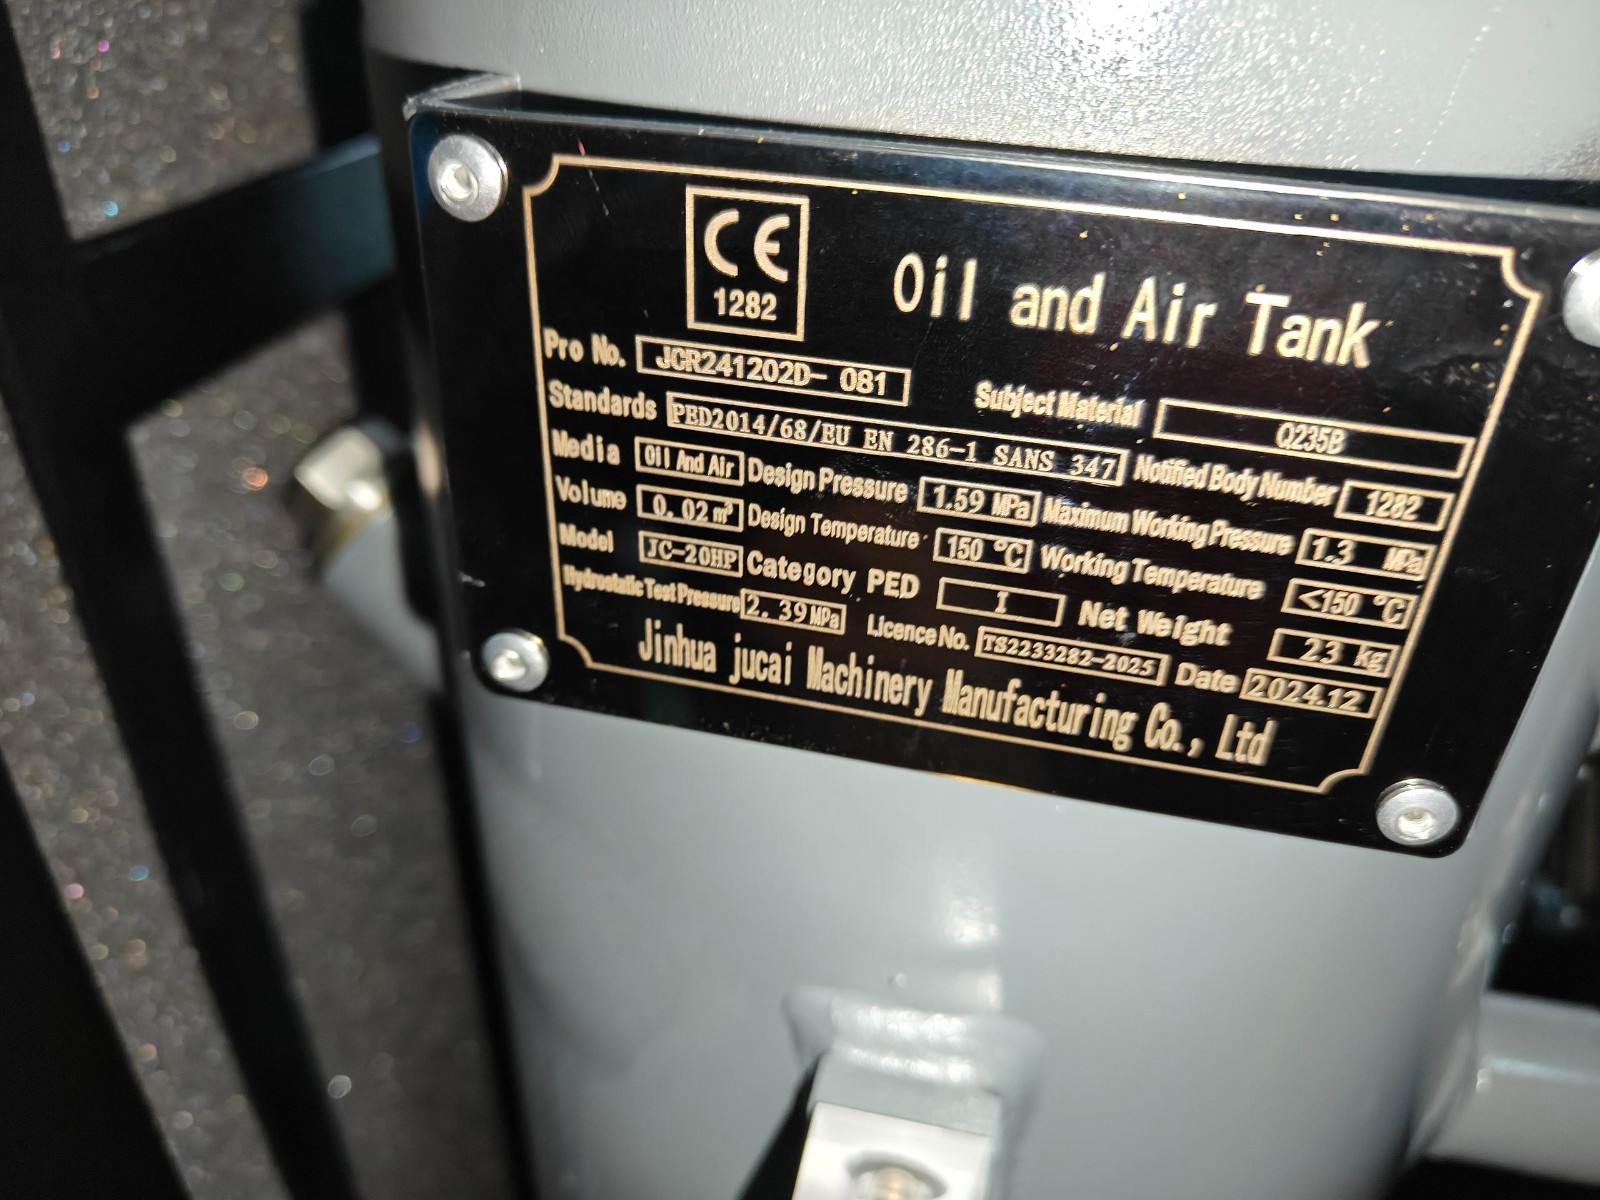 CE
1282
Oil and Air Tank
Pro No. JCR241202D- 081 Subject Material Q235B
Standards PED2014/68/EU EN 286-1 SANS 347 Notified Body Number 1282
Media Oil And Air Design Pressure 1.59 MPa Maximum Working Pressure 1.3 MPa
Volume 0.02 m³ Design Temperature 150 °C Working Temperature <150 °C
Model JC-20HP Category PED I Net Weight 23 kg
Hydrostatic Test Pressure 2.39MPa Licence No. TS2233282-2025 Date 2024.12
Jinhua jucai Machinery Manufacturing Co., Ltd